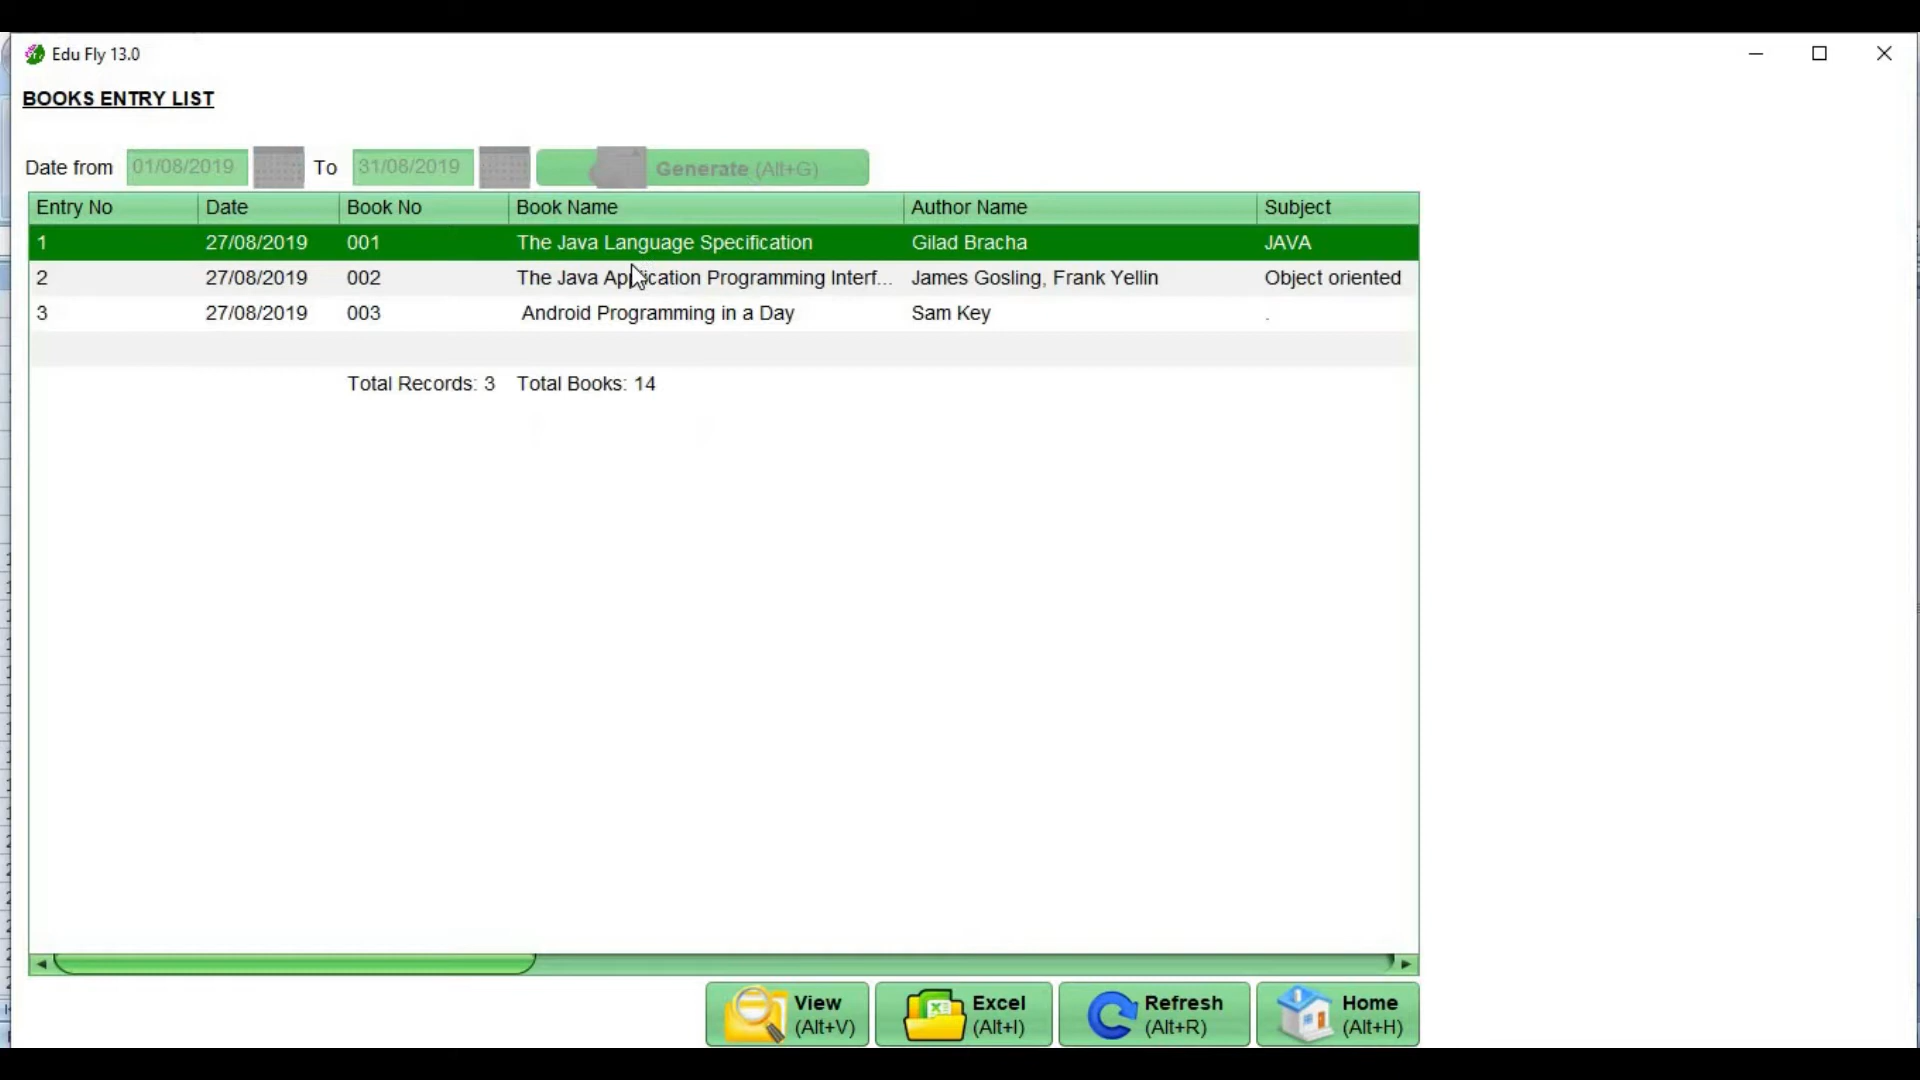 Edu Fly 13.0
BOOKS ENTRY LIST
Date from 01/08/2019 To 31/08/2019 Generate (Alt+G)
Entry No Date Book No Book Name Author Name Subject
1 27/08/2019 001 The Java Language Specification Gilad Bracha JAVA
2 27/08/2019 002 The Java Application Programming Interf... James Gosling, Frank Yellin Object oriented
3 27/08/2019 003 Android Programming in a Day Sam Key .
Total Records: 3 Total Books: 14
View (Alt+V) Excel (Alt+I) Refresh (Alt+R) Home (Alt+H)